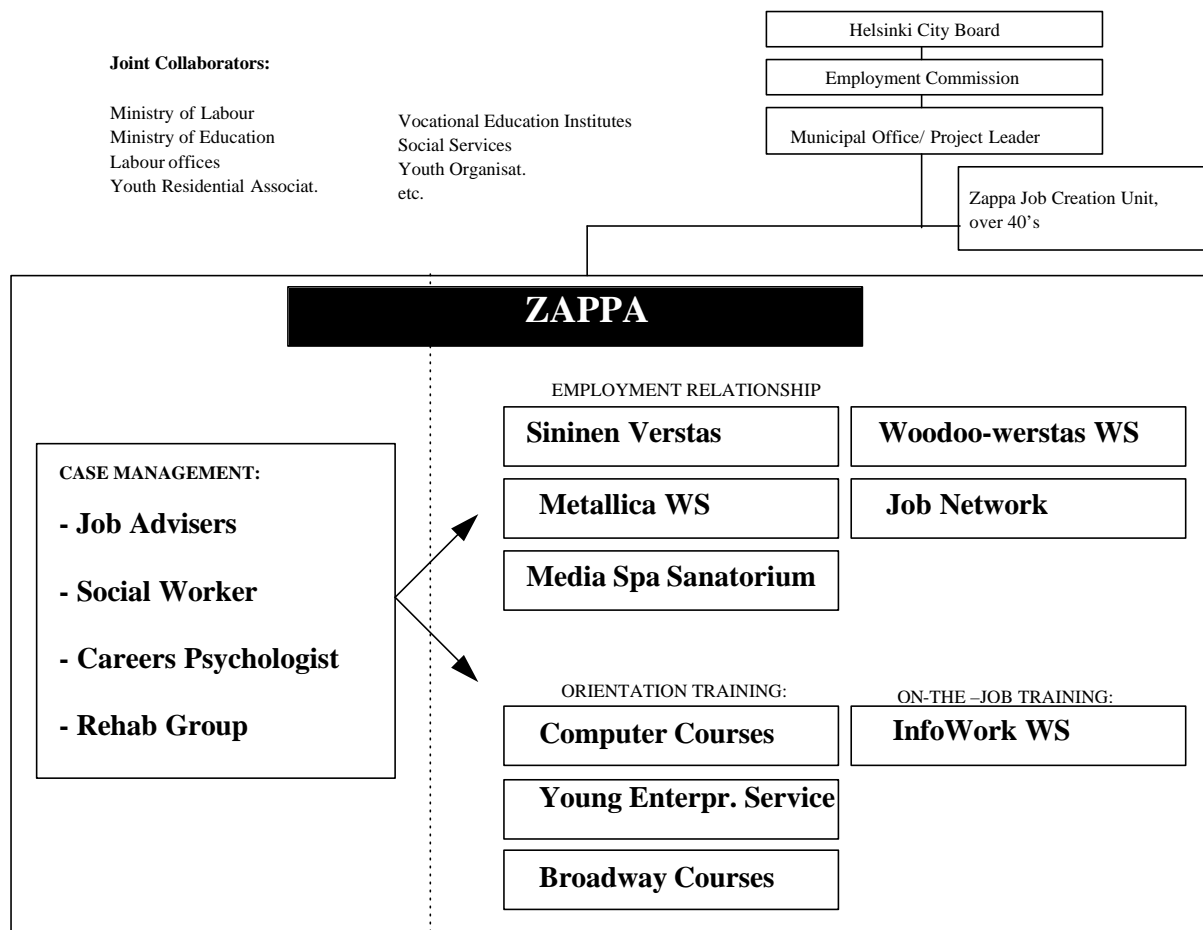 Helsinki City Board
Employment Commission
Municipal Office/ Project Leader
Zappa Job Creation Unit,
over 40's
Joint Collaborators:
Ministry of Labour
Ministry of Education
Labour offices
Youth Residential Associat.
Vocational Education Institutes
Social Services
Youth Organisat.
etc.
ZAPPA
CASE MANAGEMENT:
- Job Advisers
- Social Worker
- Careers Psychologist
- Rehab Group
EMPLOYMENT RELATIONSHIP
Sininen Verstas
Woodoo-werstas WS
Metallica WS
Job Network
Media Spa Sanatorium
ORIENTATION TRAINING:
Computer Courses
Young Enterpr. Service
Broadway Courses
ON-THE –JOB TRAINING:
InfoWork WS